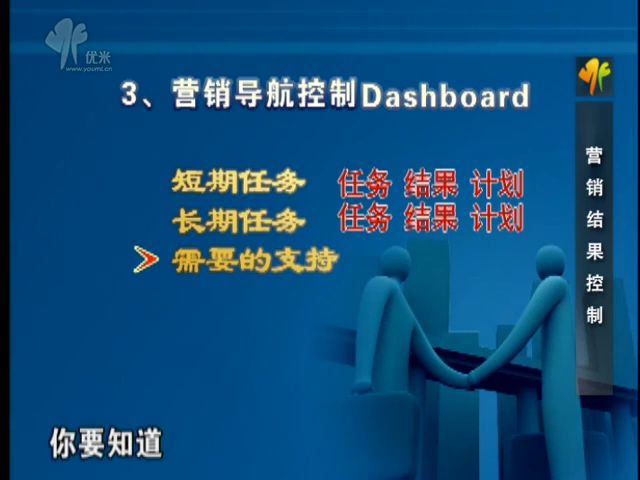 优米
www.youmi.cn
3、营销导航控制Dashboard
短期任务 任务 结果 计划
长期任务 任务 结果 计划
需要的支持
营销结果控制
你要知道